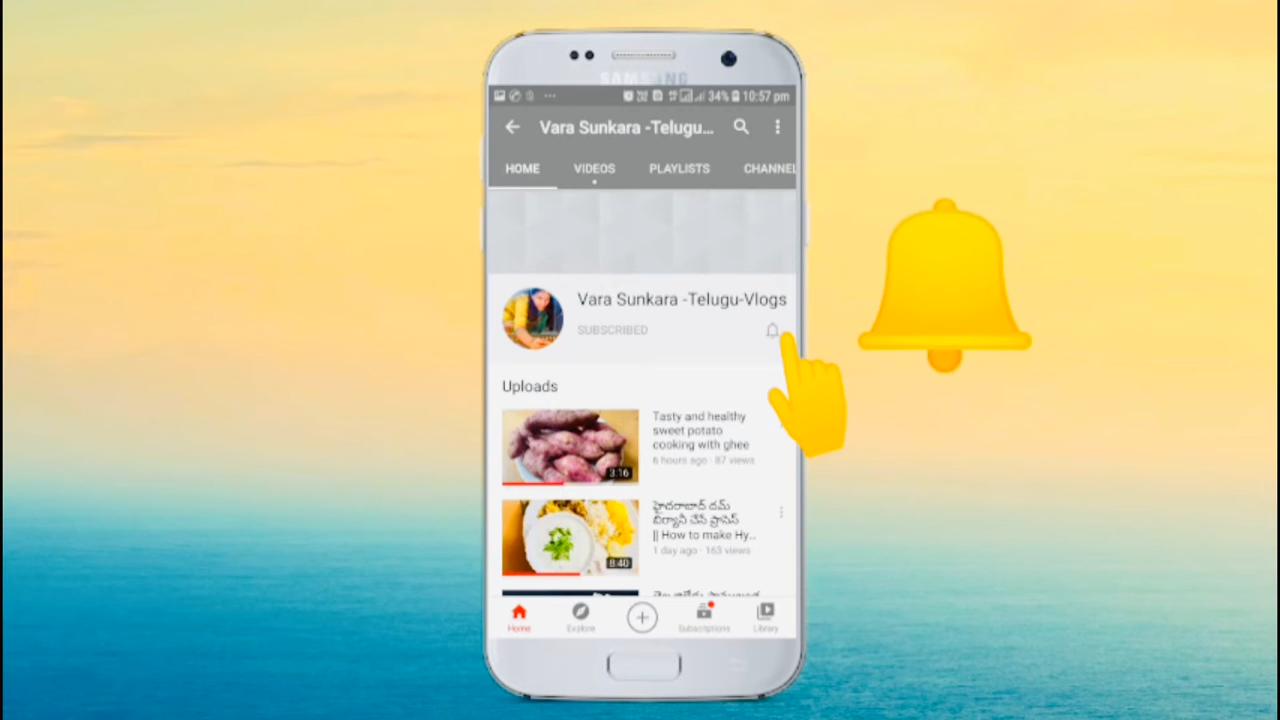 SAMSUNG
34% 10:57 pm
Vara Sunkara -Telugu...
HOME VIDEOS PLAYLISTS CHANNEL
Vara Sunkara -Telugu-Vlogs
SUBSCRIBED
Uploads
Tasty and healthy
sweet potato
cooking with ghee
6 hours ago · 87 views
3:16
హైదరాబాద్ దమ్
బిర్యానీ చేసే ప్రాసెస్
|| How to make Hy...
1 day ago · 163 views
8:40
Home Explore Subscriptions Library